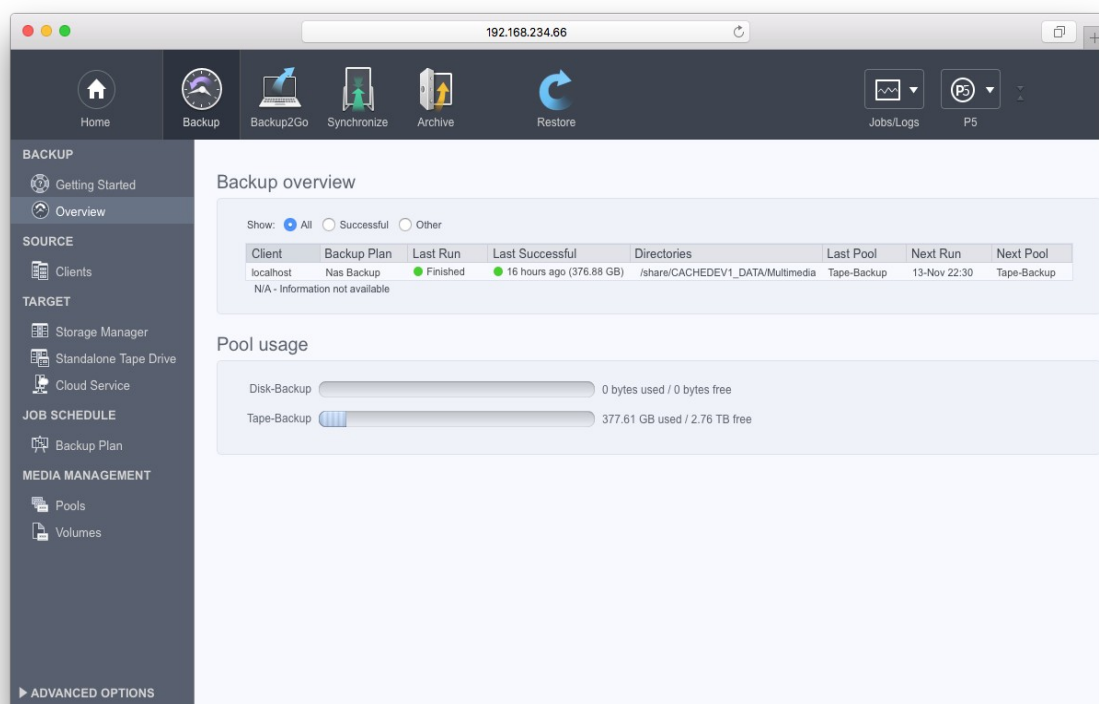 192.168.234.66
Home
Backup
Backup2Go
Synchronize
Archive
Restore
Jobs/Logs
P5
P5
BACKUP
Getting Started
Overview
SOURCE
Clients
TARGET
Storage Manager
Standalone Tape Drive
Cloud Service
JOB SCHEDULE
Backup Plan
MEDIA MANAGEMENT
Pools
Volumes
ADVANCED OPTIONS
Backup overview
Show: All Successful Other
Client Backup Plan Last Run Last Successful Directories Last Pool Next Run Next Pool
localhost Nas Backup Finished 16 hours ago (376.88 GB) /share/CACHEDEV1_DATA/Multimedia Tape-Backup 13-Nov 22:30 Tape-Backup
N/A - Information not available
Pool usage
Disk-Backup 0 bytes used / 0 bytes free
Tape-Backup 377.61 GB used / 2.76 TB free